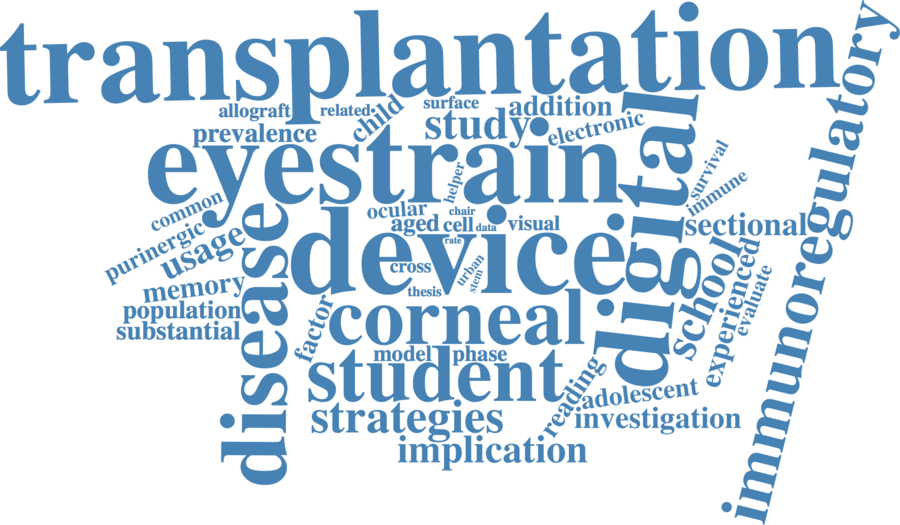 transplantation
allograft
related
child
surface
addition
prevalence
study
electronic
digital
immunoregulatory
eyestrain
helper
survival
immune
common
ocular
chair
purinergic
usage
disease
aged
cell
data
visual
sectional
device
rate
cross
urban
stem
school
experienced
evaluate
memory
thesis
population
substantial
factor
corneal
model
phase
student
reading
adolescent
strategies
investigation
implication